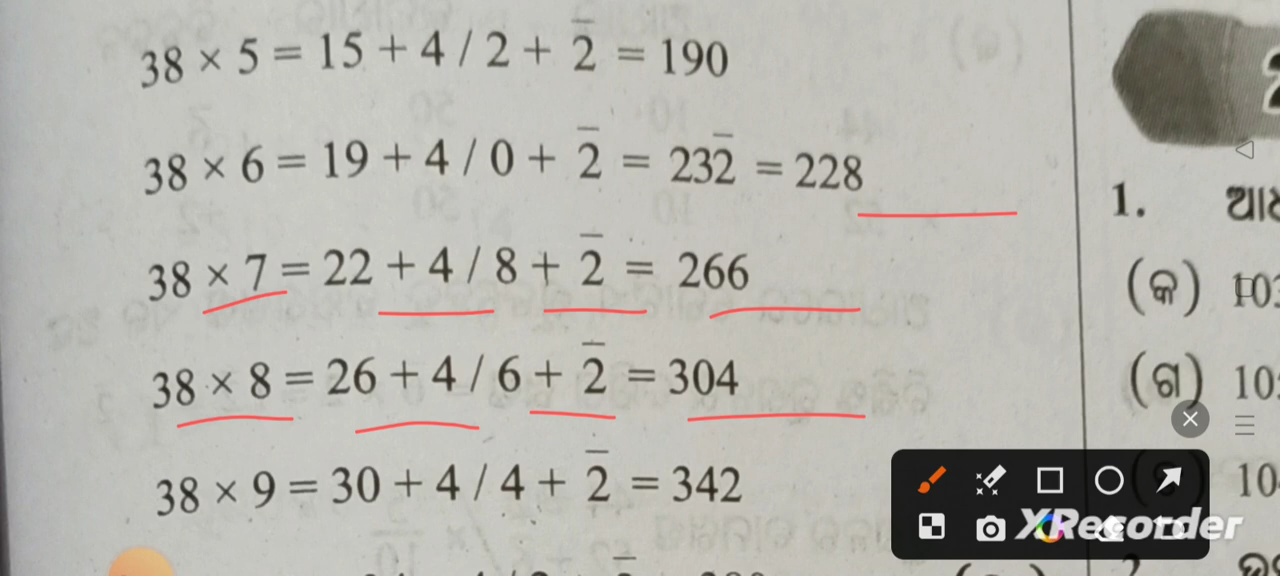 38 × 5 = 15 + 4 / 2 + 2̅ = 190
38 × 6 = 19 + 4 / 0 + 2̅ = 232̅ = 228
38 × 7 = 22 + 4 / 8 + 2̅ = 266
38 × 8 = 26 + 4 / 6 + 2̅ = 304
38 × 9 = 30 + 4 / 4 + 2̅ = 342
1.
(କ)
(ଗ) 10
10
XRecorder